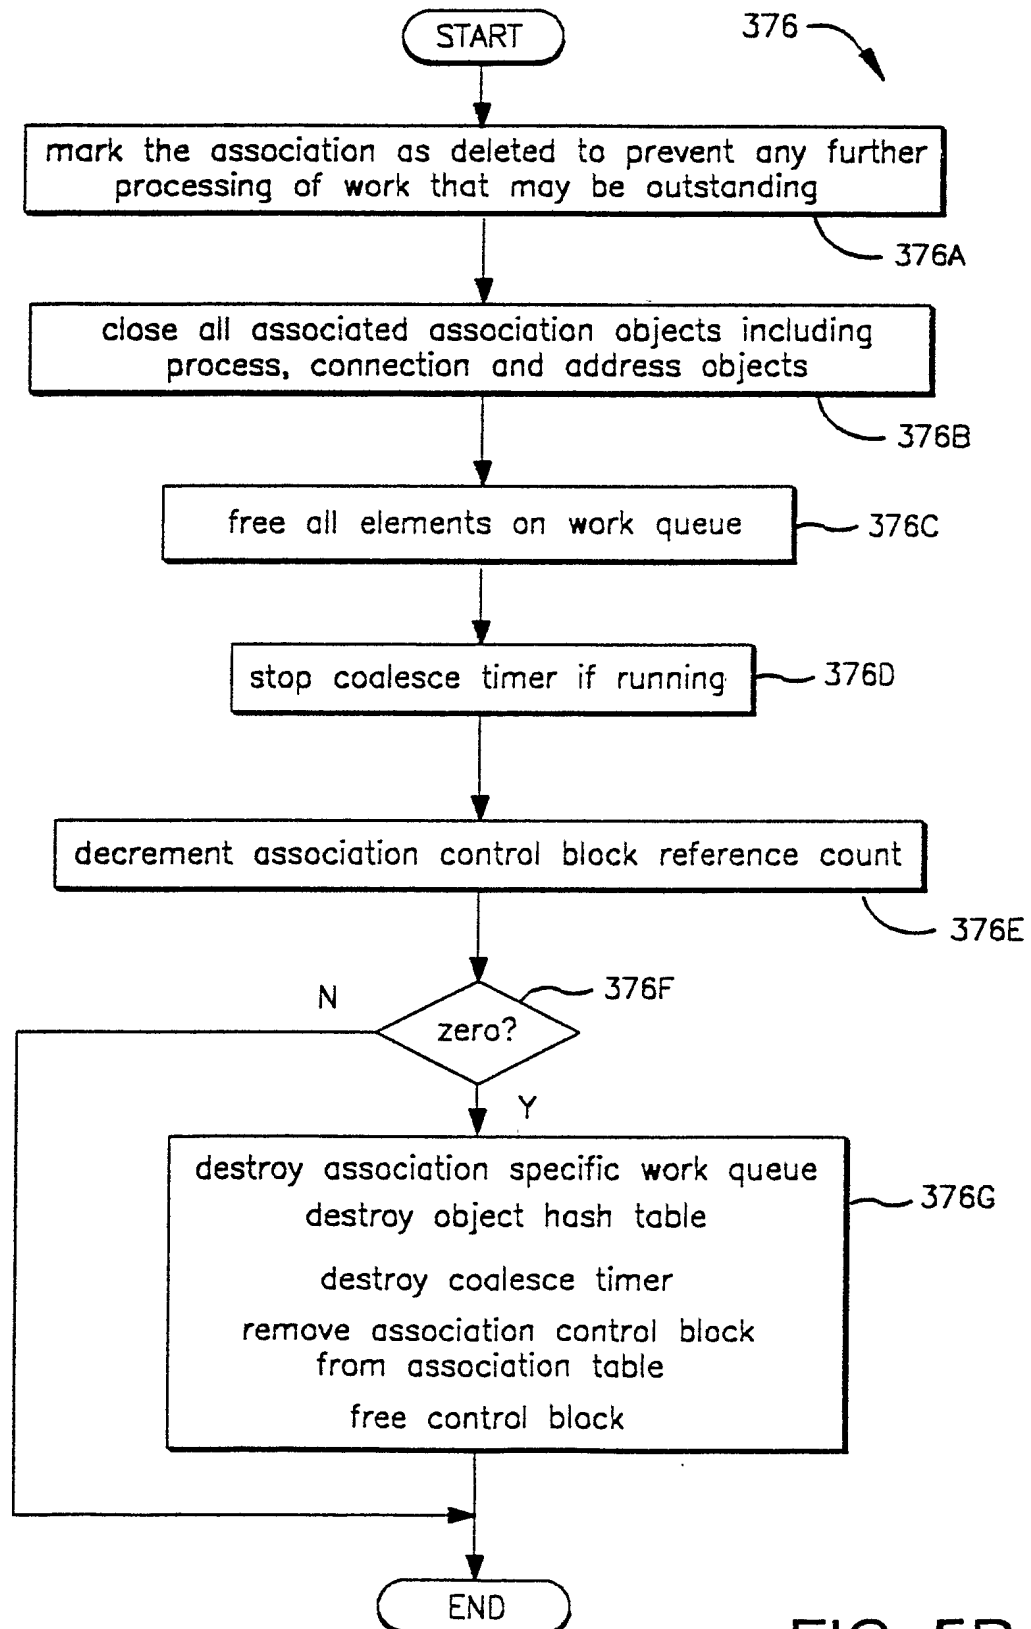 START
376
mark the association as deleted to prevent any further
processing of work that may be outstanding
376A
close all associated association objects including
process, connection and address objects
376B
free all elements on work queue
376C
stop coalesce timer if running
376D
decrement association control block reference count
376E
376F
N
zero?
Y
destroy association specific work queue
376G
destroy object hash table
destroy coalesce timer
remove association control block
from association table
free control block
END